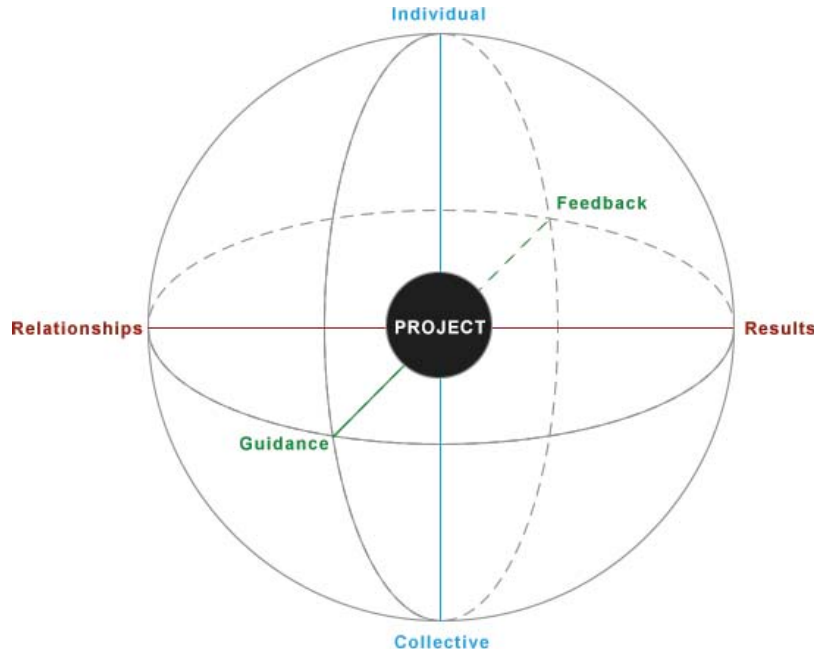 Individual
Feedback
Relationships
PROJECT
Results
Guidance
Collective